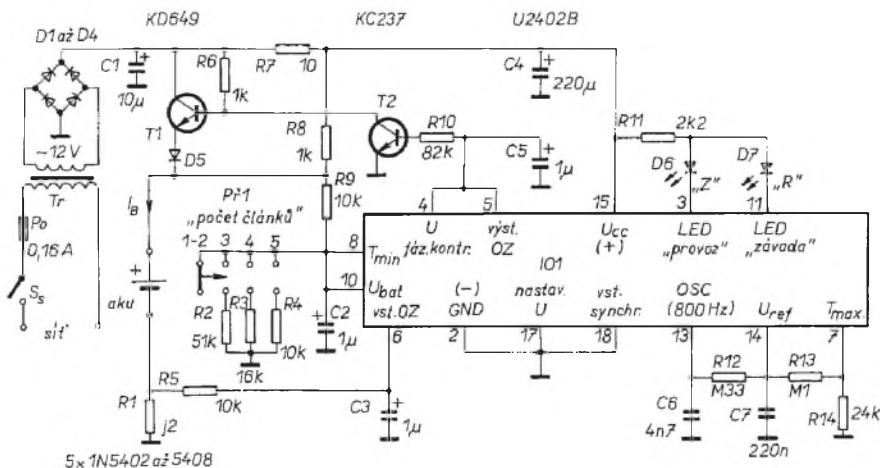 KD649 KC237 U2402B
D1 až D4
C1 + 10µ
R6 1k
R7 10
C4 + 220µ
T1
T2
R8 1k
R10 82k
C5 + 1µ
R11 2k2
D6 „Z"
D7 „R"
D5
~12V
Tr
Po 0,16A
Ss
síť
IB
aku
+
Př1
„počet článků"
1-2 3 4 5
R9 10k
R2 51k
R3 16k
R4 10k
C2 + 1µ
4 5 15 3 11
U fáz.kontr.
výst. OZ
Ucc (+)
LED „provoz"
LED „závada"
8 Tmin
IO1
10 Ubat
vst.OZ
(−) GND
nastav. U
vst. synchr.
OSC (800Hz)
Uref
Tmax.
6 2 17 18 13 14 7
R5 10k
R1 j2
C3 + 1µ
R12 M33
R13 M1
C6 4n7
C7 220n
R14 24k
5×1N5402 až 5408